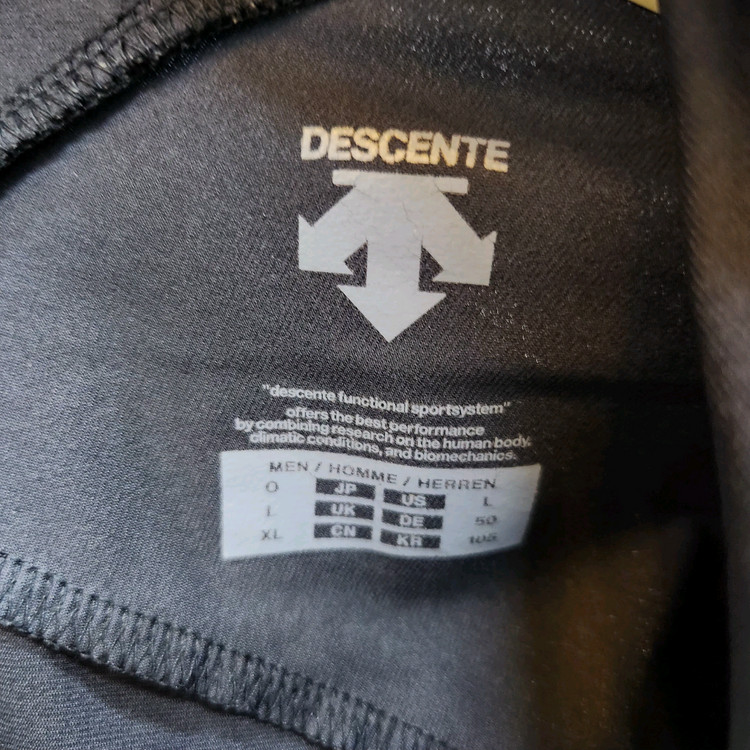 DESCENTE
"descente functional sportsystem"
offers the best performance
by combining research on the human body,
climatic conditions, and biomechanics.
MEN / HOMME / HERREN
O JP US L
L UK DE 50
XL CN KR 105